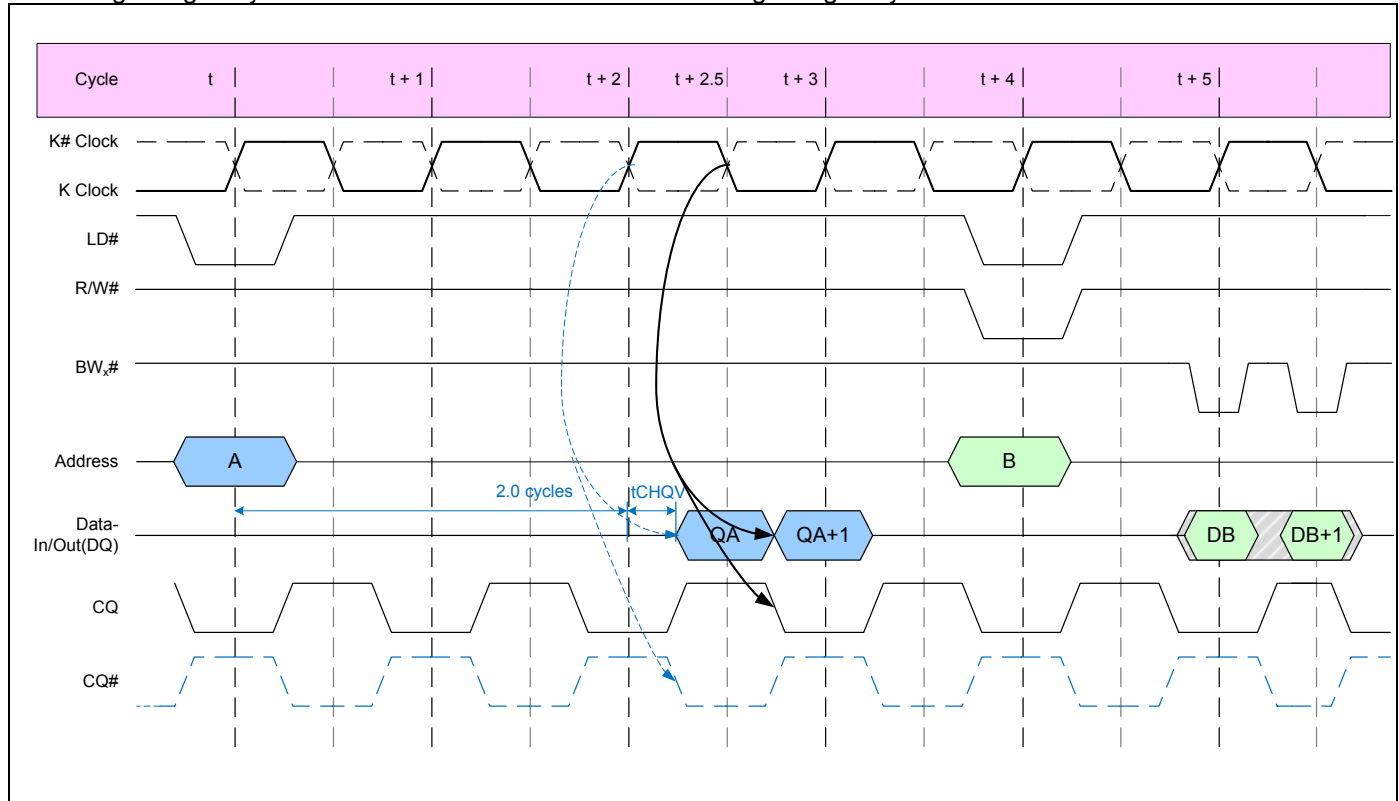 Cycle t t + 1 t + 2 t + 2.5 t + 3 t + 4 t + 5
K# Clock
K Clock
LD#
R/W#
BWx#
Address A B
2.0 cycles tCHQV
Data-
In/Out(DQ) QA QA+1 DB DB+1
CQ
CQ#